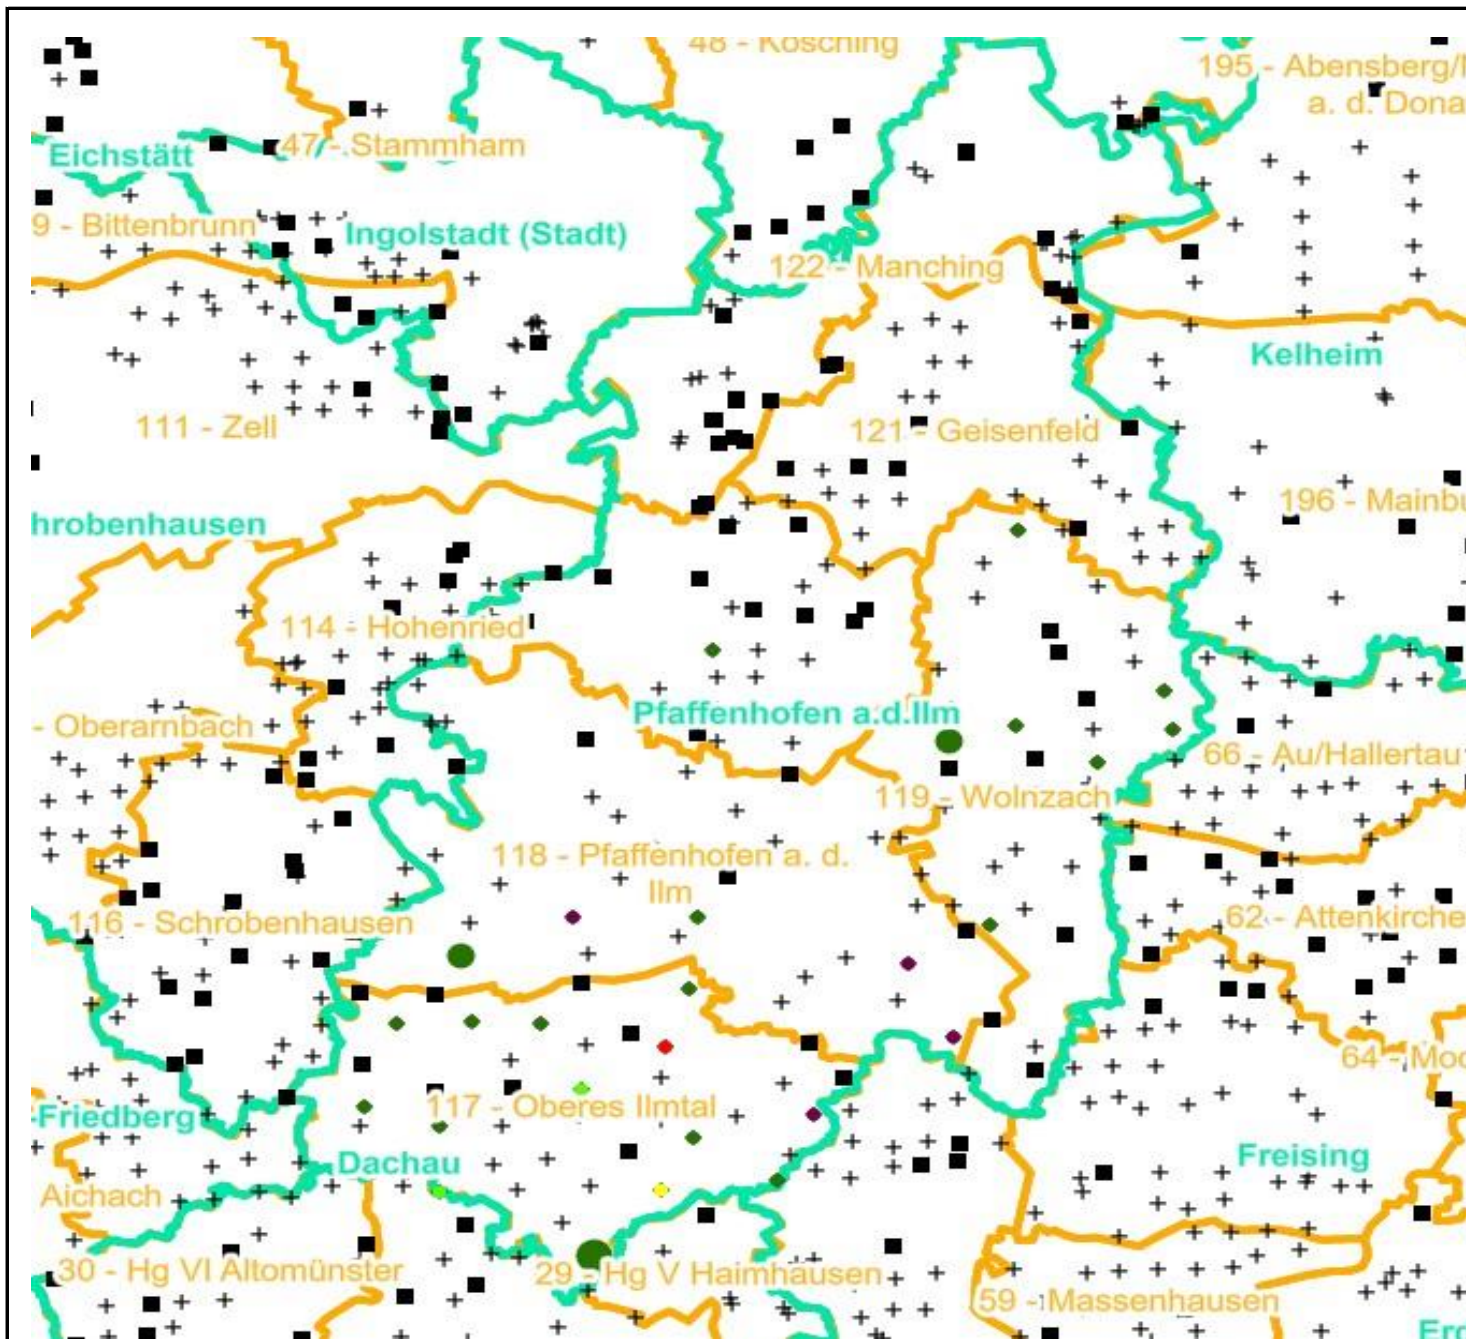 48 - Kösching
195 - Abensberg/
a. d. Dona
47 - Stammham
Eichstätt
9 - Bittenbrunn
Ingolstadt (Stadt)
122 - Manching
Kelheim
111 - Zell
121 - Geisenfeld
196 - Mainbu
hrobenhausen
114 - Hohenried
Pfaffenhofen a.d.Ilm
- Oberarnbach
66 - Au/Hallertau
119 - Wolnzach
118 - Pfaffenhofen a. d.
Ilm
116 - Schrobenhausen
62 - Attenkirche
64 - Moo
117 - Oberes Ilmtal
Friedberg
Dachau
Freising
Aichach
30 - Hg VI Altomünster
29 - Hg V Haimhausen
59 - Massenhausen
Erd